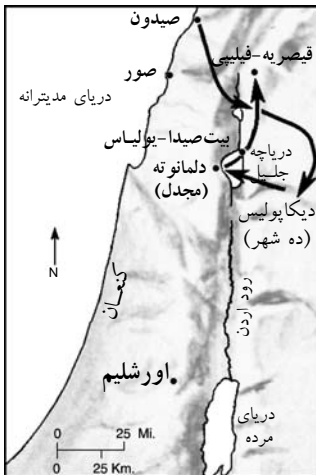 صیدون
قیصریه-فیلیپی
صور
دریای مدیترانه
بیت‌صیدا-یولیاس
دریاچه
جلیل
دلمانوته
(مجدل)
دیکاپولیس
(ده شهر)
N
کنعان
رود اردن
اورشلیم
دریای
مرده
0 25 Mi.
0 25 Km.